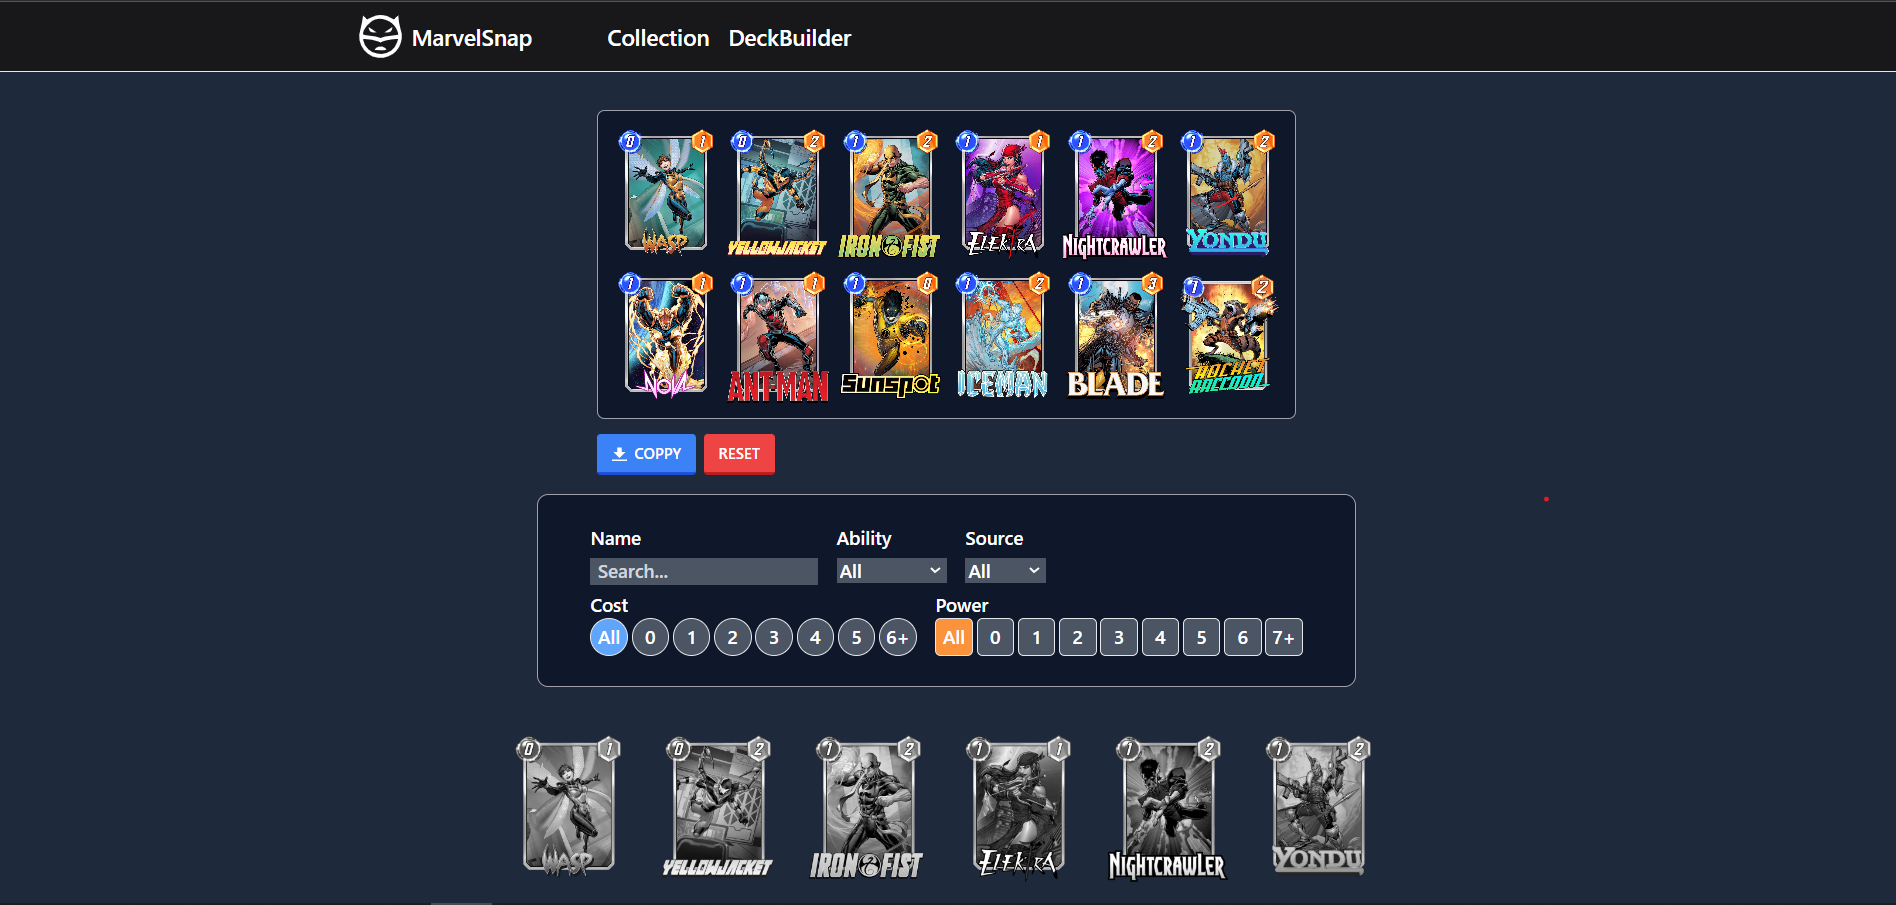 MarvelSnap Collection DeckBuilder
0 1 0 2 1 2 1 1 1 2 1 2
WASP YELLOWJACKET IRON FIST ELEKTRA NIGHTCRAWLER YONDU
1 1 1 1 1 0 1 2 1 3 1 2
NOVA ANT-MAN Sunspot ICEMAN BLADE ROCKET RACCOON
COPPY RESET
Name Ability Source
Search... All All
Cost Power
All 0 1 2 3 4 5 6+ All 0 1 2 3 4 5 6 7+
0 1 0 2 1 2 1 1 1 2 1 2
WASP YELLOWJACKET IRON FIST ELEKTRA NIGHTCRAWLER YONDU